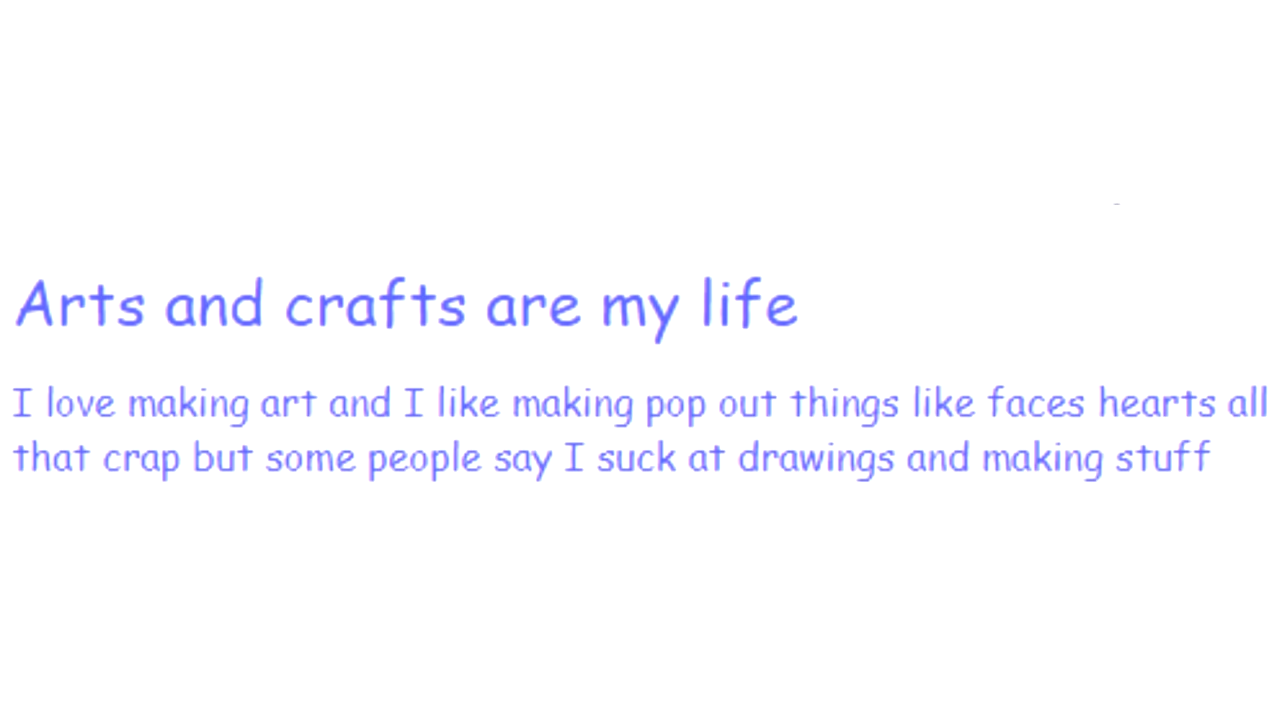 Arts and crafts are my life
I love making art and I like making pop out things like faces hearts all
that crap but some people say I suck at drawings and making stuff